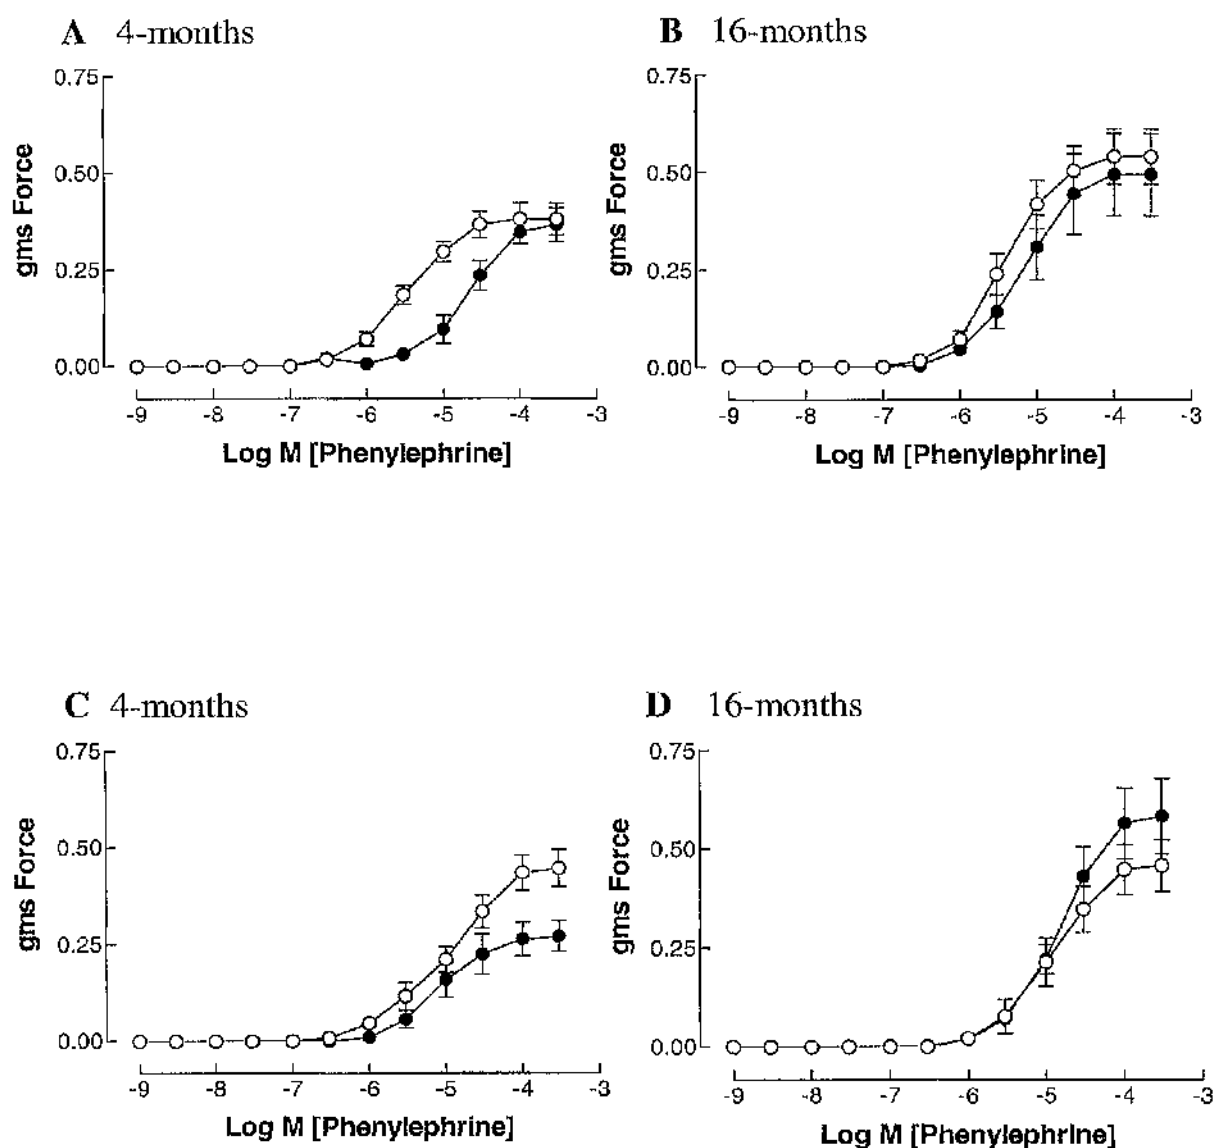 A 4-months
0.75
0.50
0.25
0.00
gms Force
-9 -8 -7 -6 -5 -4 -3
Log M [Phenylephrine]
B 16-months
0.75
0.50
0.25
0.00
gms Force
-9 -8 -7 -6 -5 -4 -3
Log M [Phenylephrine]
C 4-months
0.75
0.50
0.25
0.00
gms Force
-9 -8 -7 -6 -5 -4 -3
Log M [Phenylephrine]
D 16-months
0.75
0.50
0.25
0.00
gms Force
-9 -8 -7 -6 -5 -4 -3
Log M [Phenylephrine]